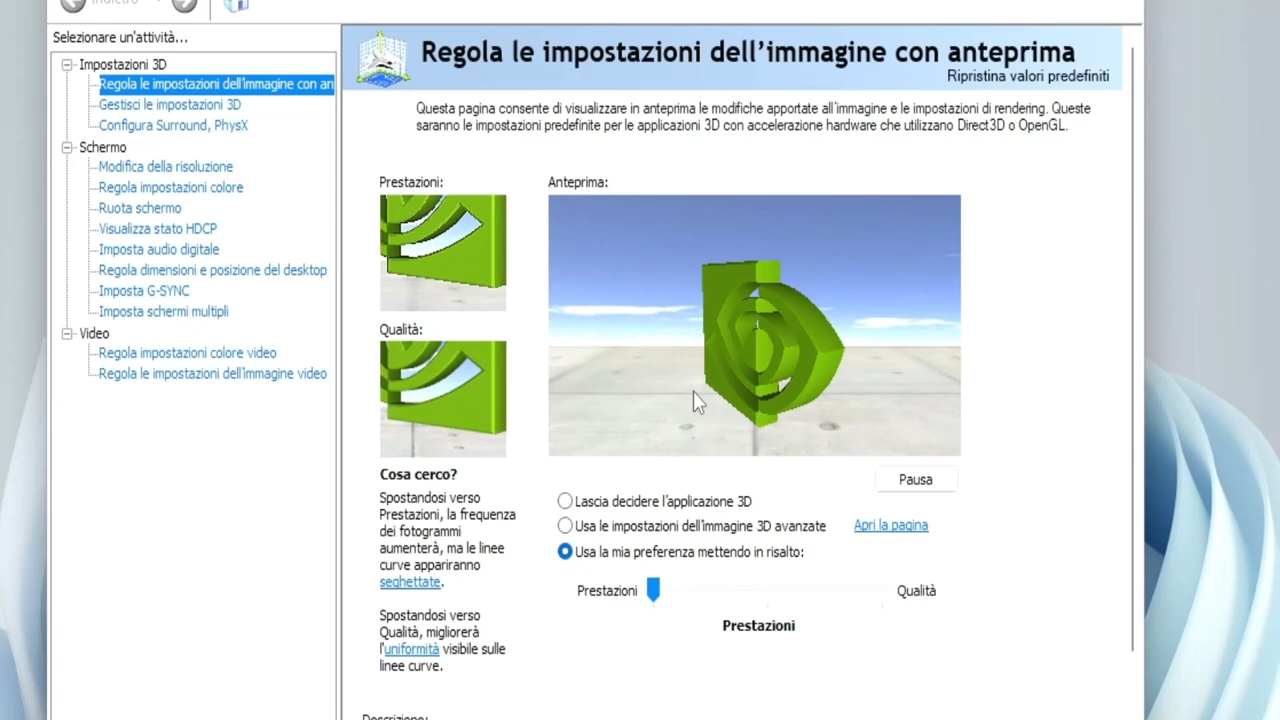 Indietro
Selezionare un'attività...
Impostazioni 3D
Regola le impostazioni dell'immagine con an
Gestisci le impostazioni 3D
Configura Surround, PhysX
Schermo
Modifica della risoluzione
Regola impostazioni colore
Ruota schermo
Visualizza stato HDCP
Imposta audio digitale
Regola dimensioni e posizione del desktop
Imposta G-SYNC
Imposta schermi multipli
Video
Regola impostazioni colore video
Regola le impostazioni dell'immagine video
Regola le impostazioni dell'immagine con anteprima
Ripristina valori predefiniti
Questa pagina consente di visualizzare in anteprima le modifiche apportate all'immagine e le impostazioni di rendering. Queste
saranno le impostazioni predefinite per le applicazioni 3D con accelerazione hardware che utilizzano Direct3D o OpenGL.
Prestazioni:
Qualità:
Cosa cerco?
Spostandosi verso
Prestazioni, la frequenza
dei fotogrammi
aumenterà, ma le linee
curve appariranno
seghettate.
Spostandosi verso
Qualità, migliorerà
l'uniformità visibile sulle
linee curve.
Anteprima:
Pausa
Lascia decidere l'applicazione 3D
Usa le impostazioni dell'immagine 3D avanzate
Apri la pagina
Usa la mia preferenza mettendo in risalto:
Prestazioni
Qualità
Prestazioni
Descrizione: